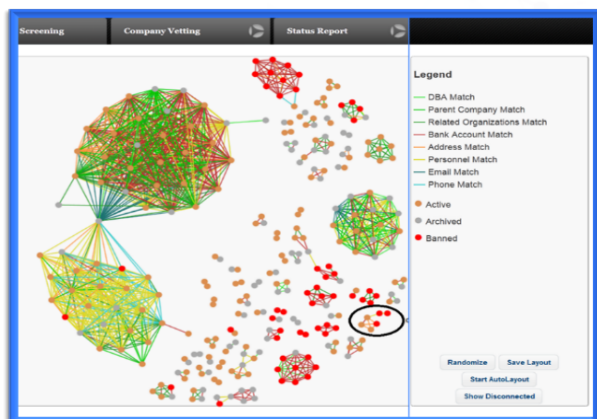 Screening
Company Vetting
Status Report
Legend
DBA Match
Parent Company Match
Related Organizations Match
Bank Account Match
Address Match
Personnel Match
Email Match
Phone Match
Active
Archived
Banned
Randomize
Save Layout
Start AutoLayout
Show Disconnected